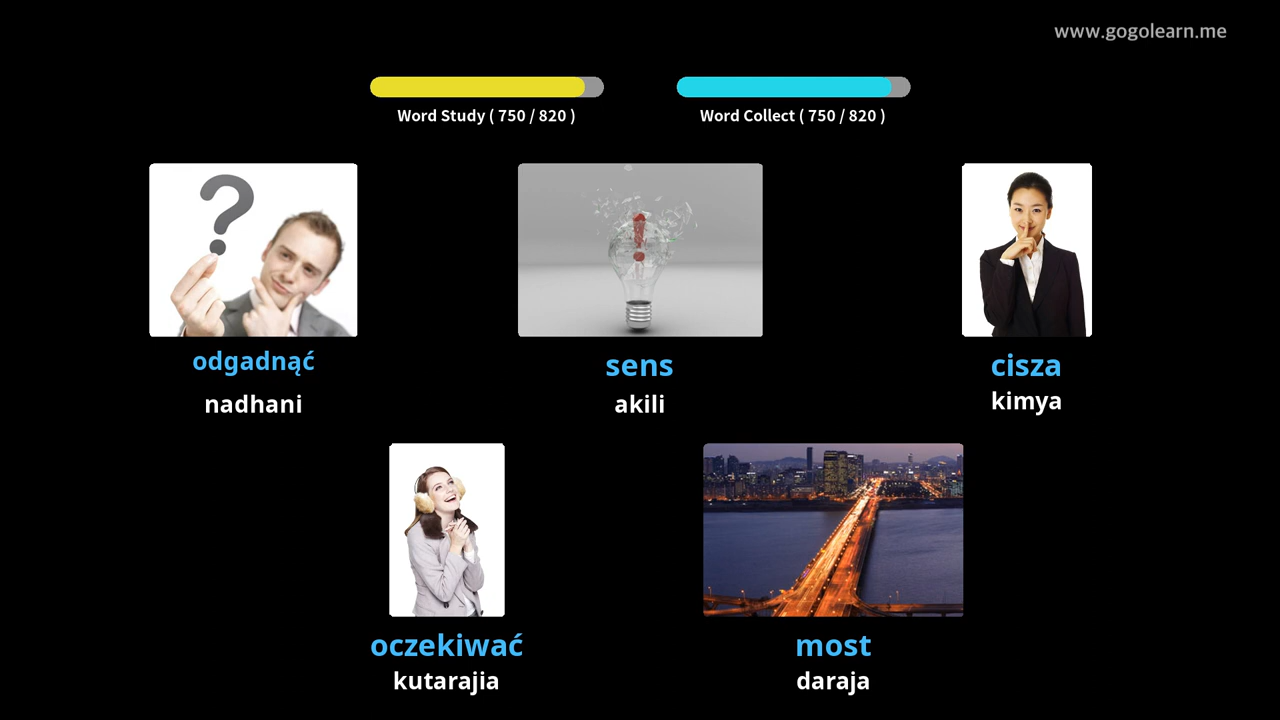 www.gogolearn.me
Word Study ( 750 / 820 )
Word Collect ( 750 / 820 )
odgadnąć
nadhani
sens
akili
cisza
kimya
oczekiwać
kutarajia
most
daraja